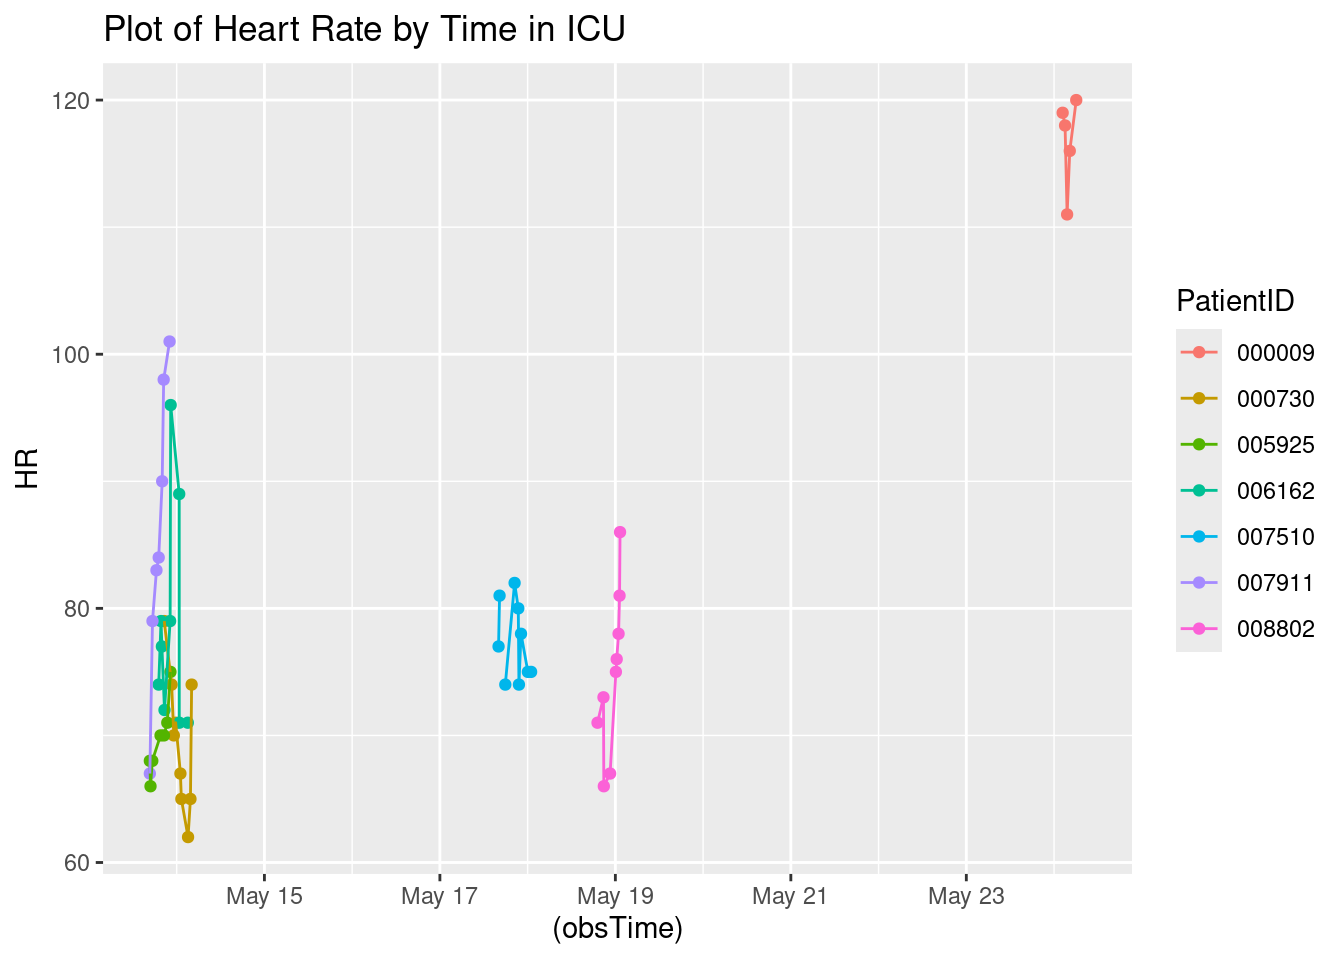 Plot of Heart Rate by Time in ICU
120
100
80
60
HR
May 15
May 17
May 19
May 21
May 23
(obsTime)
PatientID
000009
000730
005925
006162
007510
007911
008802